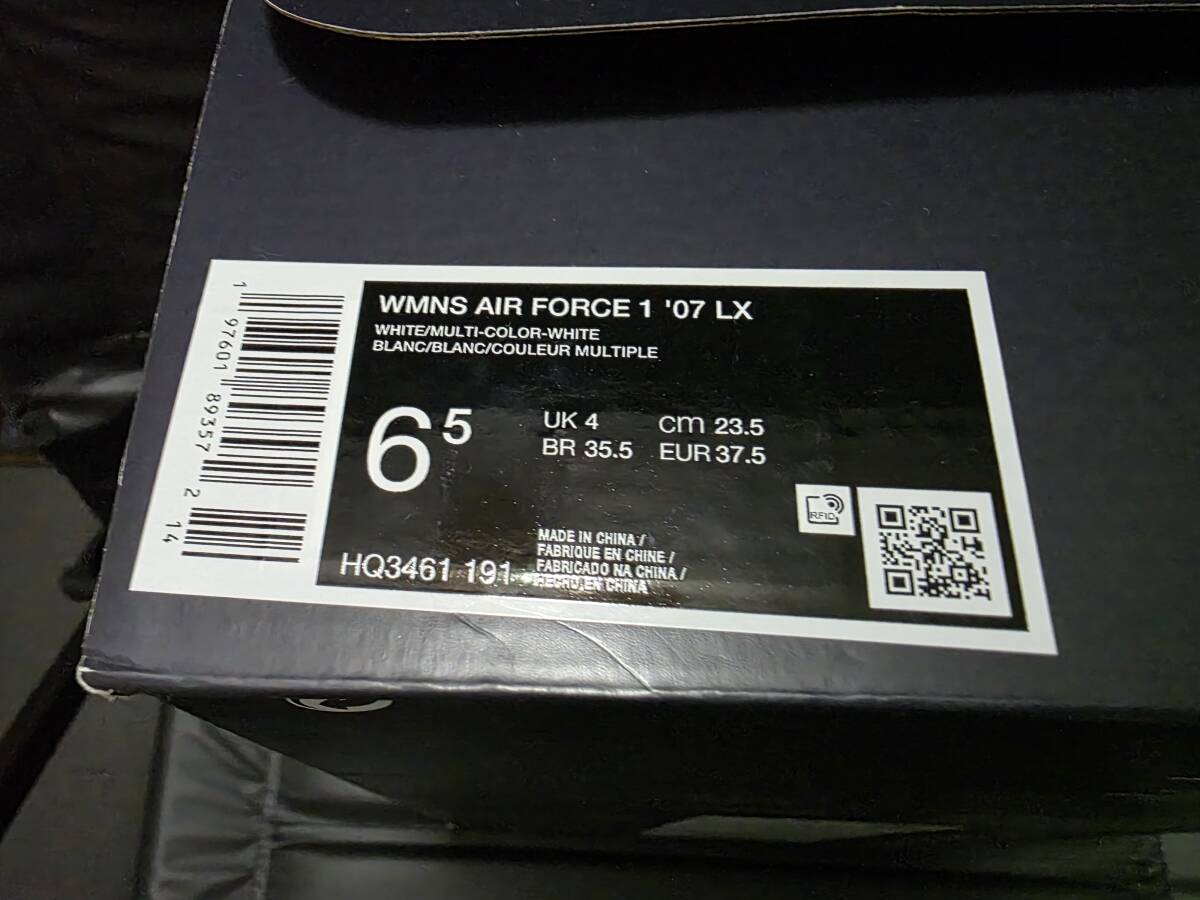 WMNS AIR FORCE 1 '07 LX
WHITE/MULTI-COLOR-WHITE
BLANC/BLANC/COULEUR MULTIPLE
6 5
UK 4 cm 23.5
BR 35.5 EUR 37.5
RFID
MADE IN CHINA /
FABRIQUE EN CHINE /
FABRICADO NA CHINA /
HECHO EN CHINA
HQ3461 191
1 97601 89357 2 14